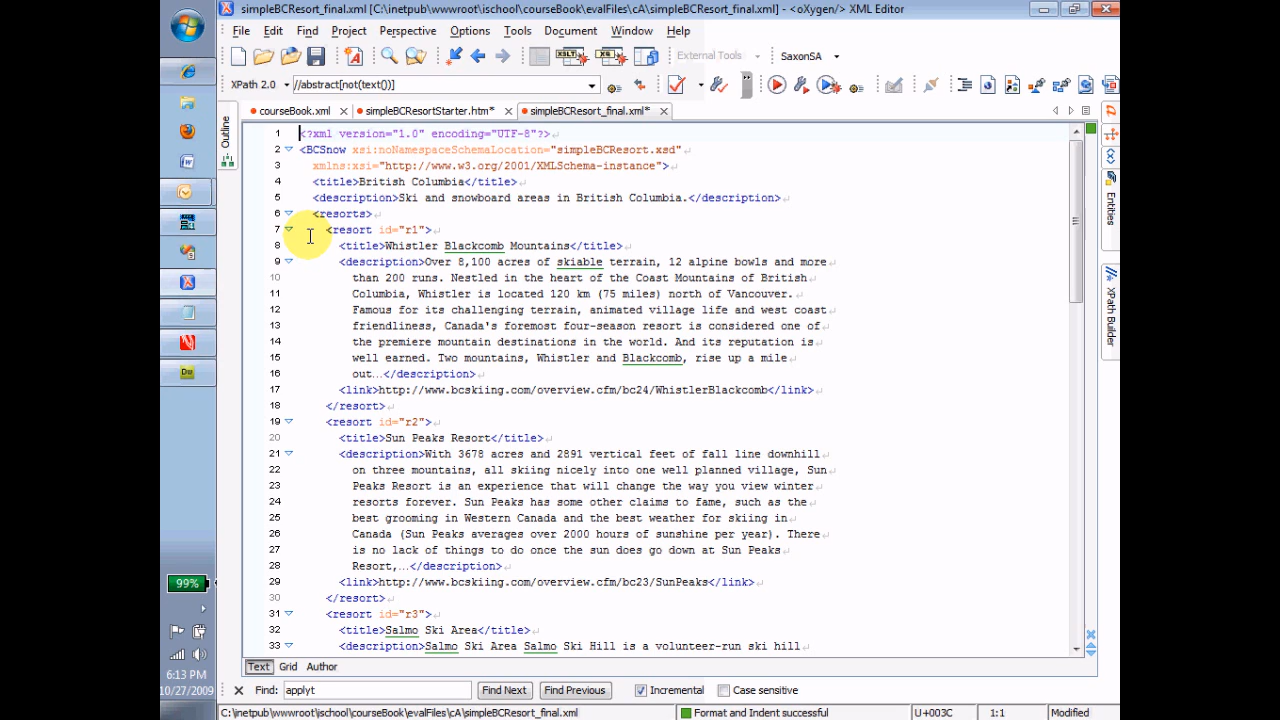 simpleBCResort_final.xml [C:\inetpub\wwwroot\ischool\courseBook\evalFiles\cA\simpleBCResort_final.xml] - <oXygen/> XML Editor
File Edit Find Project Perspective Options Tools Document Window Help
External Tools SaxonSA
XPath 2.0 //abstract[not(text())]
courseBook.xml simpleBCResortStarter.htm* simpleBCResort_final.xml*
Outline
Entities
XPath Builder
1 <?xml version="1.0" encoding="UTF-8"?>
2 <BCSnow xsi:noNamespaceSchemaLocation="simpleBCResort.xsd"
3 xmlns:xsi="http://www.w3.org/2001/XMLSchema-instance">
4 <title>British Columbia</title>
5 <description>Ski and snowboard areas in British Columbia.</description>
6 <resorts>
7 <resort id="r1">
8 <title>Whistler Blackcomb Mountains</title>
9 <description>Over 8,100 acres of skiable terrain, 12 alpine bowls and more
10 than 200 runs. Nestled in the heart of the Coast Mountains of British
11 Columbia, Whistler is located 120 km (75 miles) north of Vancouver.
12 Famous for its challenging terrain, animated village life and west coast
13 friendliness, Canada's foremost four-season resort is considered one of
14 the premiere mountain destinations in the world. And its reputation is
15 well earned. Two mountains, Whistler and Blackcomb, rise up a mile
16 out...</description>
17 <link>http://www.bcskiing.com/overview.cfm/bc24/WhistlerBlackcomb</link>
18 </resort>
19 <resort id="r2">
20 <title>Sun Peaks Resort</title>
21 <description>With 3678 acres and 2891 vertical feet of fall line downhill
22 on three mountains, all skiing nicely into one well planned village, Sun
23 Peaks Resort is an experience that will change the way you view winter
24 resorts forever. Sun Peaks has some other claims to fame, such as the
25 best grooming in Western Canada and the best weather for skiing in
26 Canada (Sun Peaks averages over 2000 hours of sunshine per year). There
27 is no lack of things to do once the sun does go down at Sun Peaks
28 Resort,...</description>
29 <link>http://www.bcskiing.com/overview.cfm/bc23/SunPeaks</link>
30 </resort>
31 <resort id="r3">
32 <title>Salmo Ski Area</title>
33 <description>Salmo Ski Area Salmo Ski Hill is a volunteer-run ski hill
Text Grid Author
Find: applyt Find Next Find Previous Incremental Case sensitive
C:\inetpub\wwwroot\ischool\courseBook\evalFiles\cA\simpleBCResort_final.xml Format and Indent successful U+003C 1:1 Modified
99%
6:13 PM
10/27/2009